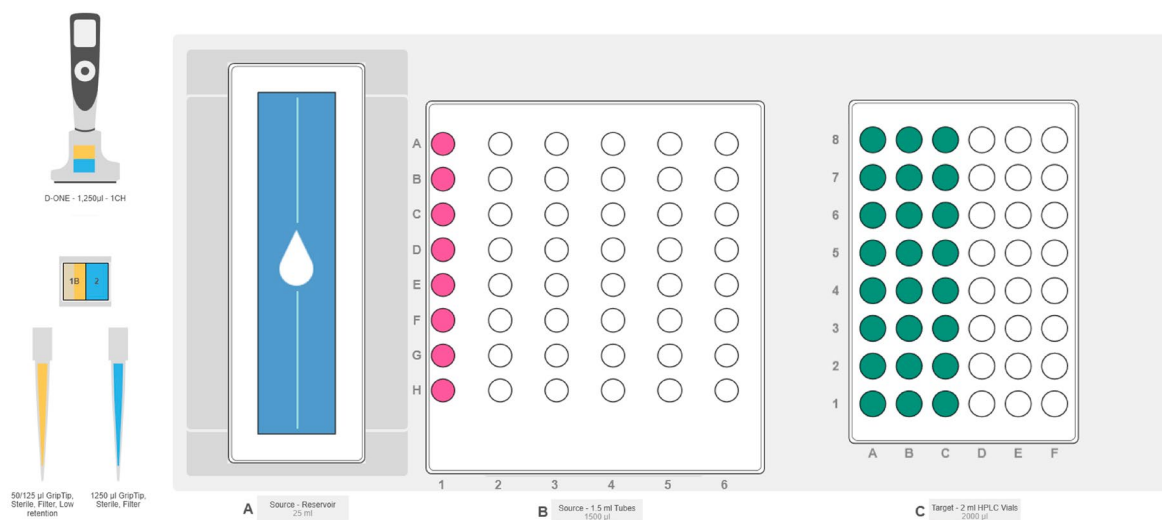 D-ONE - 1,250µl - 1CH
1B 2
50/125 µl GripTip,
Sterile, Filter, Low
retention
1250 µl GripTip,
Sterile, Filter
A Source - Reservoir
25 ml
A
B
C
D
E
F
G
H
1 2 3 4 5 6
B Source - 1.5 ml Tubes
1500 µl
8
7
6
5
4
3
2
1
A B C D E F
C Target - 2 ml HPLC Vials
2000 µl